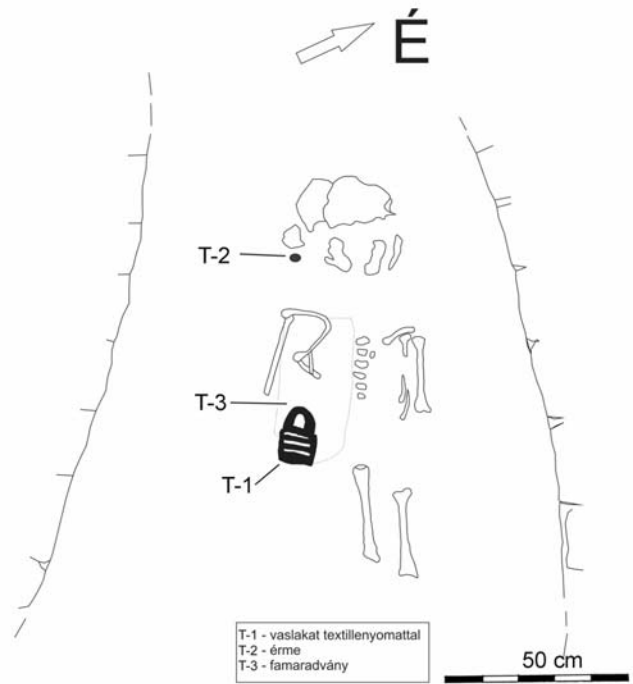 É
T-2
T-3
T-1
T-1 - vaslakat textillenyomattal
T-2 - érme
T-3 - famaradvány
50 cm